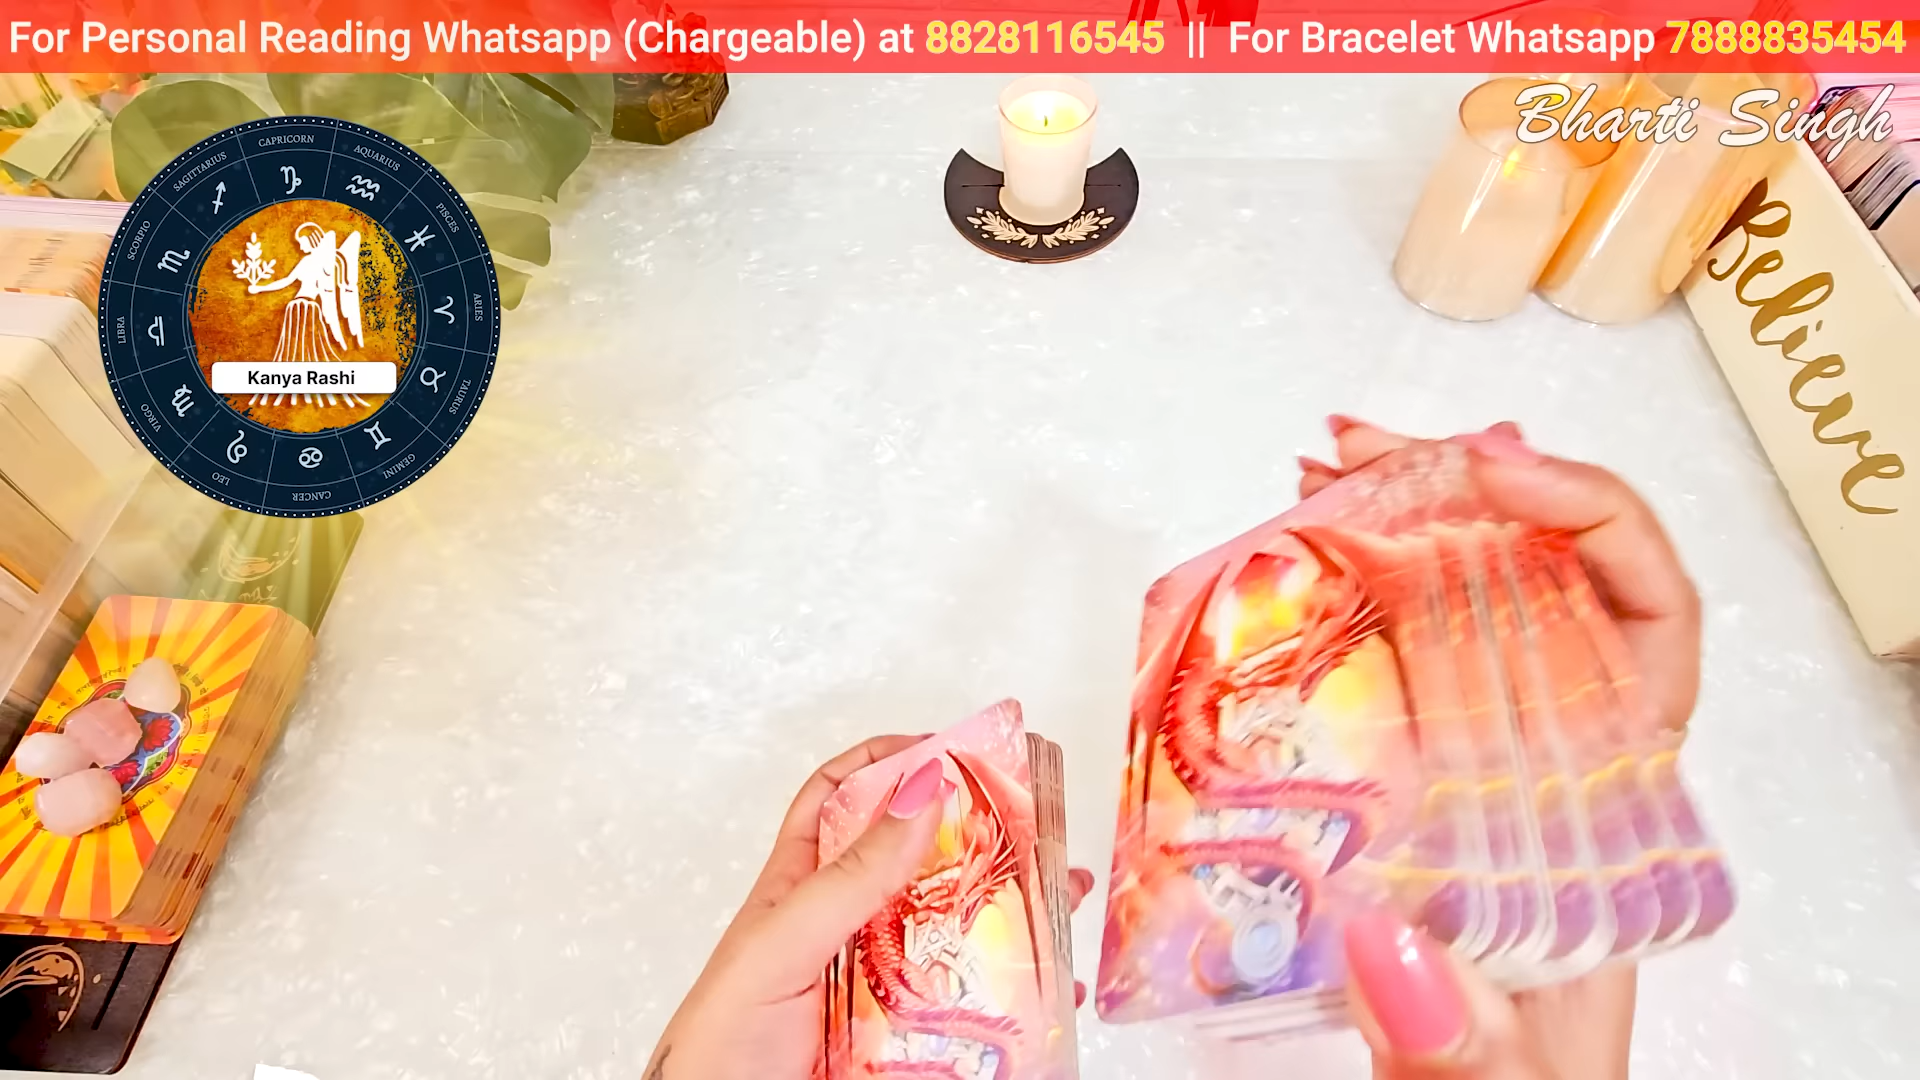 For Personal Reading Whatsapp (Chargeable) at 8828116545 || For Bracelet Whatsapp 7888835454
Bharti Singh
CAPRICORN
AQUARIUS
PISCES
ARIES
TAURUS
GEMINI
CANCER
LEO
VIRGO
LIBRA
SCORPIO
SAGITTARIUS
Kanya Rashi
Believe